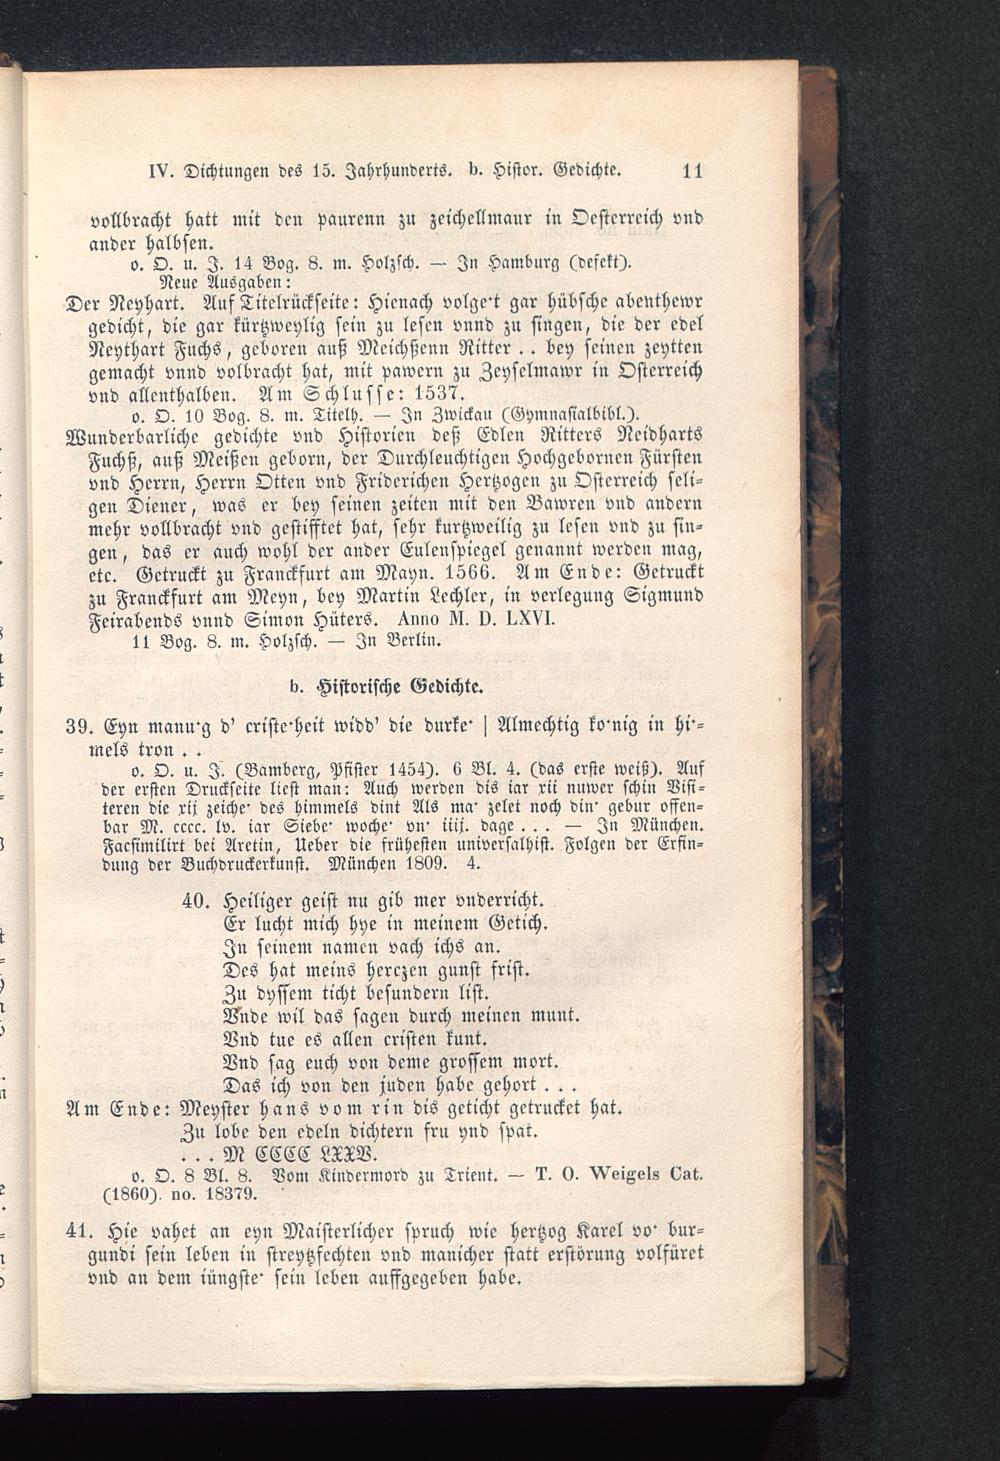 IV. Dichtungen des 15. Jahrhunderts. b. Histor. Gedichte. 11
vollbracht hatt mit den paurenn zu zeichellmaur in Oesterreich vnd
ander halbsen.
o. O. u. J. 14 Bog. 8. m. Holzsch. — In Hamburg (defekt).
Neue Ausgaben:
Der Neyhart. Auf Titelrückseite: Hienach volge·t gar hübsche abenthewr
gedicht, die gar kürtzweylig sein zu lesen vnnd zu singen, die der edel
Neythart Fuchs, geboren auß Meichßenn Ritter .. bey seinen zeytten
gemacht vnnd volbracht hat, mit pawern zu Zeyselmawr in Osterreich
vnd allenthalben. Am Schlusse: 1537.
o. O. 10 Bog. 8. m. Titelh. — In Zwickau (Gymnasialbibl.).
Wunderbarliche gedichte vnd Historien deß Edlen Ritters Neidharts
Fuchß, auß Meißen geborn, der Durchleuchtigen Hochgebornen Fürsten
vnd Herrn, Herrn Otten vnd Friderichen Hertzogen zu Osterreich seli-
gen Diener, was er bey seinen zeiten mit den Bawren vnd andern
mehr vollbracht vnd gestifftet hat, sehr kurtzweilig zu lesen vnd zu sin-
gen, das er auch wohl der ander Eulenspiegel genannt werden mag,
etc. Getruckt zu Franckfurt am Mayn. 1566. Am Ende: Getruckt
zu Franckfurt am Meyn, bey Martin Lechler, in verlegung Sigmund
Feirabends vnnd Simon Hüters. Anno M. D. LXVI.
11 Bog. 8. m. Holzsch. — In Berlin.
b. Historische Gedichte.
39. Eyn manu·g d' criste·heit widd' die durke· | Almechtig ko·nig in hi·-
mels tron . .
o. O. u. J. (Bamberg, Pfister 1454). 6 Bl. 4. (das erste weiß). Auf
der ersten Druckseite liest man: Auch werden dis iar xii nuwer schin Visi-
teren die xij zeiche· des himmels dint Als ma· zelet noch din· gebur offen-
bar M. cccc. lv. iar Siebe· woche· vn· iiij. dage ... — In München.
Facsimilirt bei Aretin, Ueber die frühesten universalhist. Folgen der Erfin-
dung der Buchdruckerkunst. München 1809. 4.
40. Heiliger geist nu gib mer vnderricht.
Er lucht mich hye in meinem Getich.
In seinem namen vach ichs an.
Des hat meins herczen gunst frist.
Zu dyssem ticht besundern list.
Vnde wil das sagen durch meinen munt.
Vnd tue es allen cristen kunt.
Vnd sag euch von deme grossem mort.
Das ich von den juden habe gehort . . .
Am Ende: Meyster hans vom rin dis geticht getrucket hat.
Zu lobe den edeln dichtern fru vnd spat.
. . . M CCCC LXXV.
o. O. 8 Bl. 8. Vom Kindermord zu Trient. — T. O. Weigels Cat.
(1860). no. 18379.
41. Hie vahet an eyn Maisterlicher spruch wie hertzog Karel vo· bur-
gundi sein leben in streytzfechten vnd manicher statt erstörung volfüret
vnd an dem iüngste· sein leben auffgegeben habe.